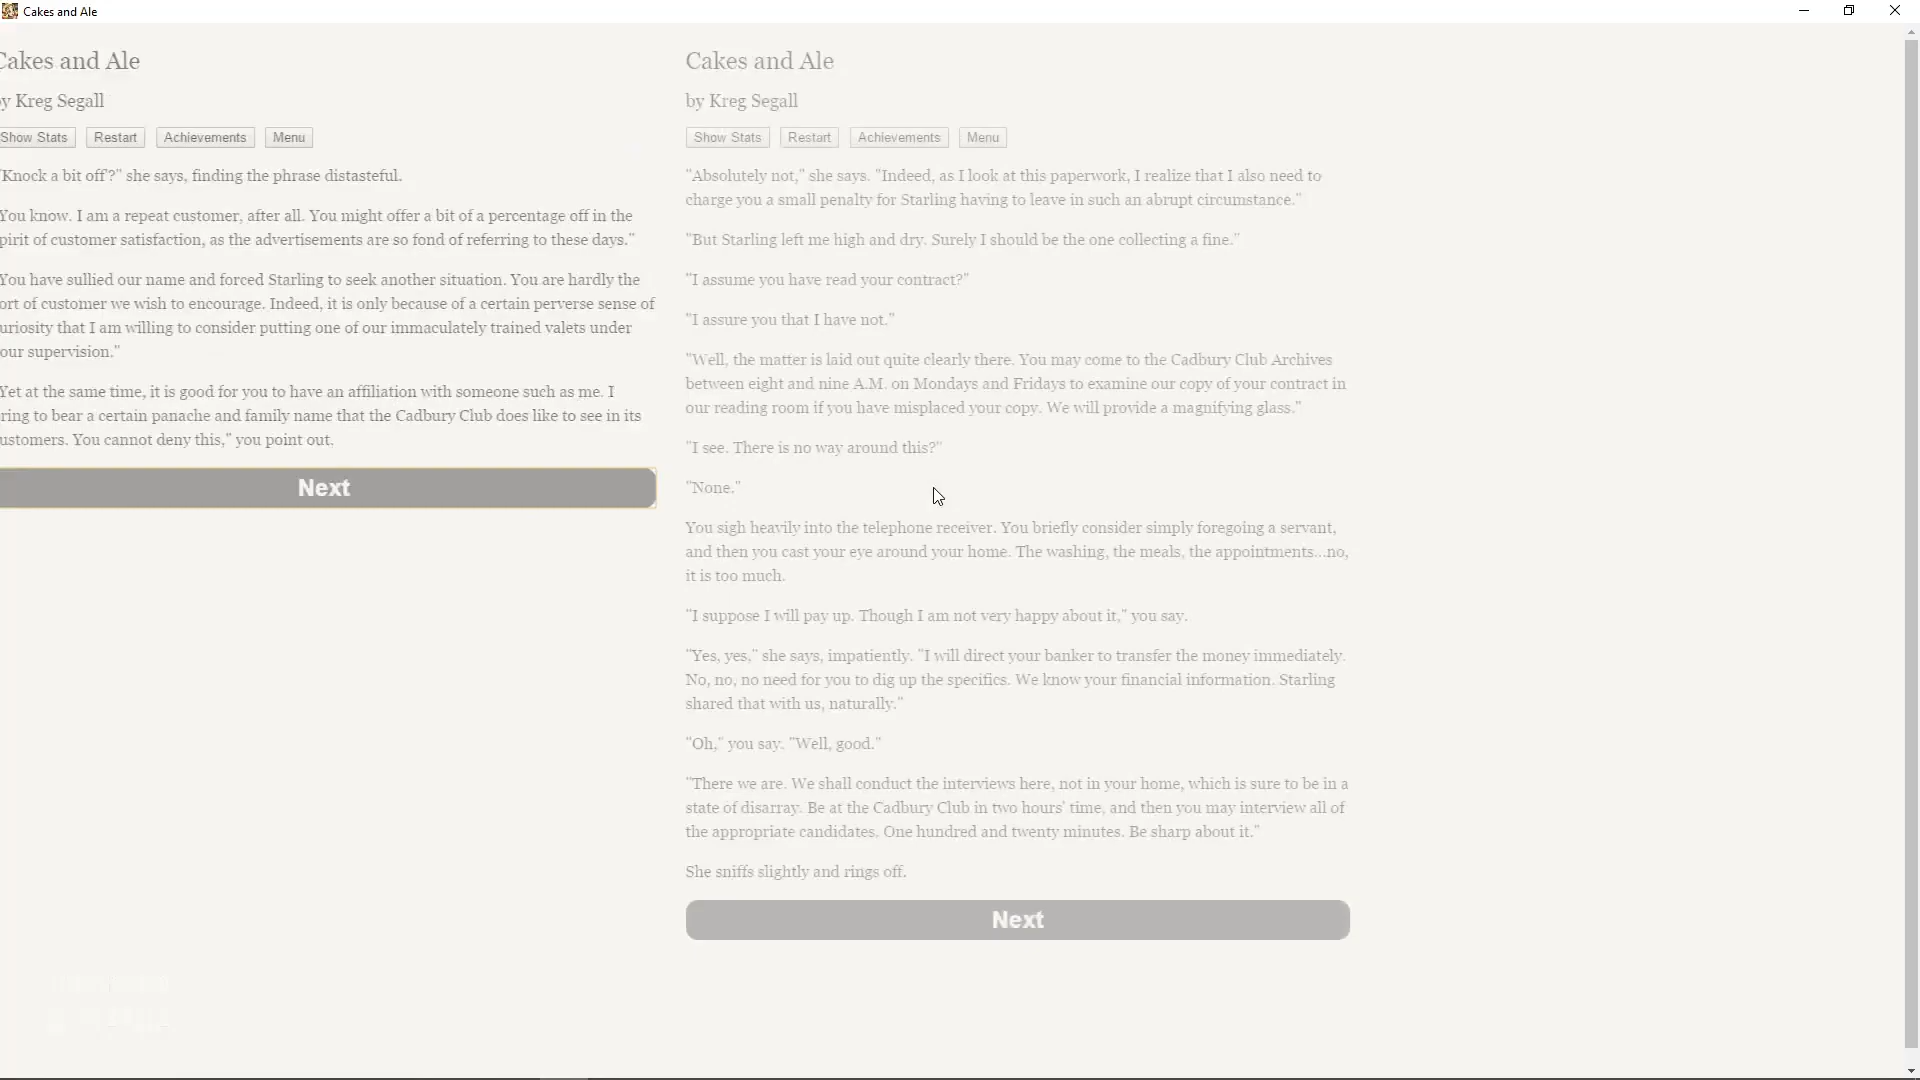 Cakes and Ale
Cakes and Ale
by Kreg Segall
Show Stats Restart Achievements Menu
"Knock a bit off?" she says, finding the phrase distasteful.
You know. I am a repeat customer, after all. You might offer a bit of a percentage off in the
pirit of customer satisfaction, as the advertisements are so fond of referring to these days."
You have sullied our name and forced Starling to seek another situation. You are hardly the
ort of customer we wish to encourage. Indeed, it is only because of a certain perverse sense of
uriosity that I am willing to consider putting one of our immaculately trained valets under
our supervision."
Yet at the same time, it is good for you to have an affiliation with someone such as me. I
ring to bear a certain panache and family name that the Cadbury Club does like to see in its
ustomers. You cannot deny this," you point out.
Next
Cakes and Ale
by Kreg Segall
Show Stats Restart Achievements Menu
"Absolutely not," she says. "Indeed, as I look at this paperwork, I realize that I also need to
charge you a small penalty for Starling having to leave in such an abrupt circumstance."
"But Starling left me high and dry. Surely I should be the one collecting a fine."
"I assume you have read your contract?"
"I assure you that I have not."
"Well, the matter is laid out quite clearly there. You may come to the Cadbury Club Archives
between eight and nine A.M. on Mondays and Fridays to examine our copy of your contract in
our reading room if you have misplaced your copy. We will provide a magnifying glass."
"I see. There is no way around this?"
"None."
You sigh heavily into the telephone receiver. You briefly consider simply foregoing a servant,
and then you cast your eye around your home. The washing, the meals, the appointments...no,
it is too much.
"I suppose I will pay up. Though I am not very happy about it," you say.
"Yes, yes," she says, impatiently. "I will direct your banker to transfer the money immediately.
No, no, no need for you to dig up the specifics. We know your financial information. Starling
shared that with us, naturally."
"Oh," you say. "Well, good."
"There we are. We shall conduct the interviews here, not in your home, which is sure to be in a
state of disarray. Be at the Cadbury Club in two hours' time, and then you may interview all of
the appropriate candidates. One hundred and twenty minutes. Be sharp about it."
She sniffs slightly and rings off.
Next